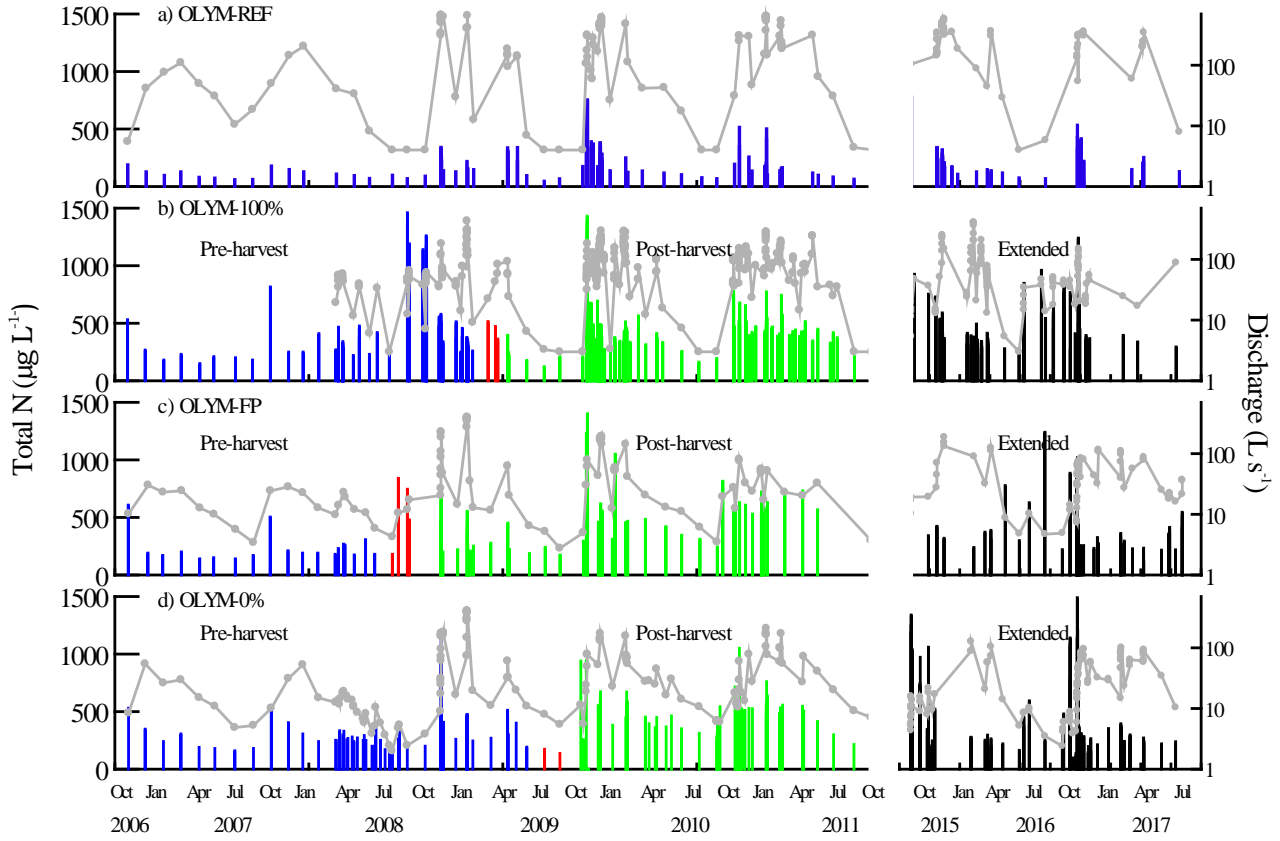 a) OLYM-REF
1500
1000
500
0
100
10
1
b) OLYM-100%
Pre-harvest
Post-harvest
Extended
1500
1000
500
0
100
10
1
c) OLYM-FP
Pre-harvest
Post-harvest
Extended
1500
1000
500
0
100
10
1
d) OLYM-0%
Pre-harvest
Post-harvest
Extended
1500
1000
500
0
100
10
1
Total N (µg L⁻¹⁻)
Discharge (L s⁻¹)
Oct Jan Apr Jul Oct Jan Apr Jul Oct Jan Apr Jul Oct Jan Apr Jul Oct Jan Apr Jul Oct Oct Jan Apr Jul Oct Jan Apr Jul
2006 2007 2008 2009 2010 2011 2015 2016 2017